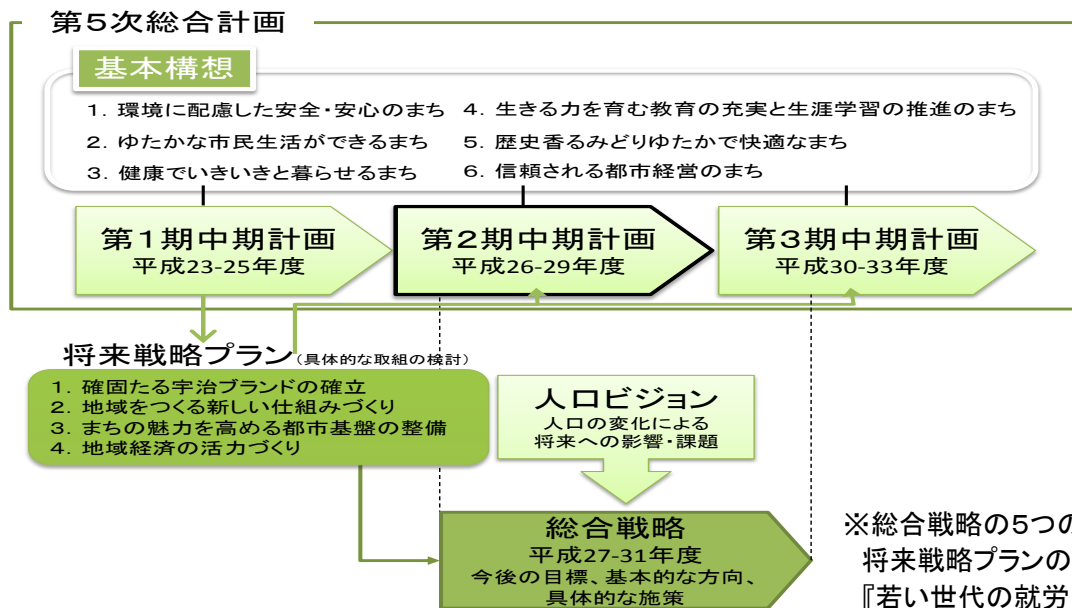 第5次総合計画
基本構想
1. 環境に配慮した安全・安心のまち
2. ゆたかな市民生活ができるまち
3. 健康でいきいきと暮らせるまち
4. 生きる力を育む教育の充実と生涯学習の推進のまち
5. 歴史香るみどりゆたかで快適なまち
6. 信頼される都市経営のまち
第1期中期計画
平成23-25年度
第2期中期計画
平成26-29年度
第3期中期計画
平成30-33年度
将来戦略プラン(具体的な取組の検討)
1. 確固たる宇治ブランドの確立
2. 地域をつくる新しい仕組みづくり
3. まちの魅力を高める都市基盤の整備
4. 地域経済の活力づくり
人口ビジョン
人口の変化による
将来への影響・課題
総合戦略
平成27-31年度
今後の目標、基本的な方向、
具体的な施策
※総合戦略の5つの
将来戦略プランの
『若い世代の就労